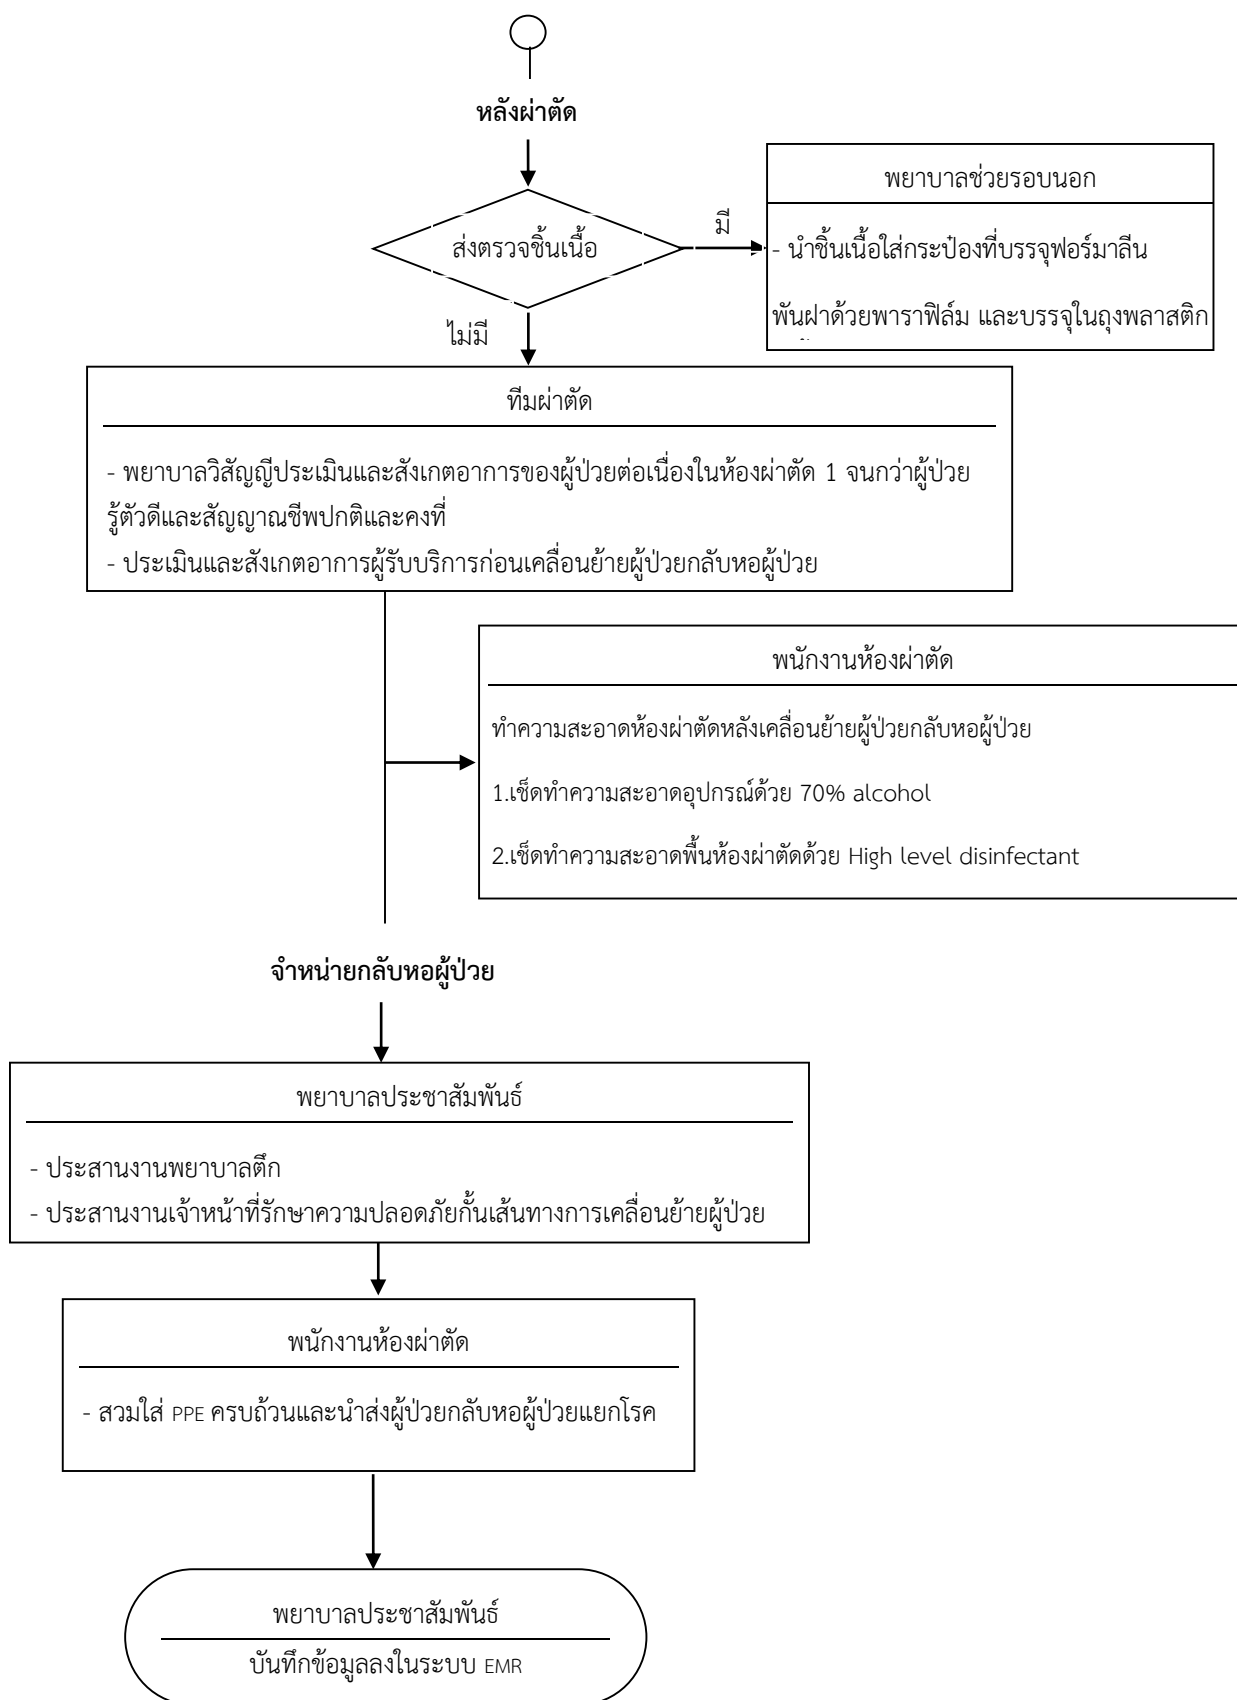 หลังผ่าตัด
ส่งตรวจชิ้นเนื้อ
มี
พยาบาลช่วยรอบนอก
- นำชิ้นเนื้อใส่กระป๋องที่บรรจุฟอร์มาลีน
พันฝาด้วยพาราฟิล์ม และบรรจุในถุงพลาสติก
ไม่มี
ทีมผ่าตัด
- พยาบาลวิสัญญีประเมินและสังเกตอาการของผู้ป่วยต่อเนื่องในห้องผ่าตัด 1 จนกว่าผู้ป่วย
รู้ตัวดีและสัญญาณชีพปกติและคงที่
- ประเมินและสังเกตอาการผู้รับบริการก่อนเคลื่อนย้ายผู้ป่วยกลับหอผู้ป่วย
พนักงานห้องผ่าตัด
ทำความสะอาดห้องผ่าตัดหลังเคลื่อนย้ายผู้ป่วยกลับหอผู้ป่วย
1.เช็ดทำความสะอาดอุปกรณ์ด้วย 70% alcohol
2.เช็ดทำความสะอาดพื้นห้องผ่าตัดด้วย High level disinfectant
จำหน่ายกลับหอผู้ป่วย
พยาบาลประชาสัมพันธ์
- ประสานงานพยาบาลตึก
- ประสานงานเจ้าหน้าที่รักษาความปลอดภัยกั้นเส้นทางการเคลื่อนย้ายผู้ป่วย
พนักงานห้องผ่าตัด
- สวมใส่ PPE ครบถ้วนและนำส่งผู้ป่วยกลับหอผู้ป่วยแยกโรค
พยาบาลประชาสัมพันธ์
บันทึกข้อมูลลงในระบบ EMR